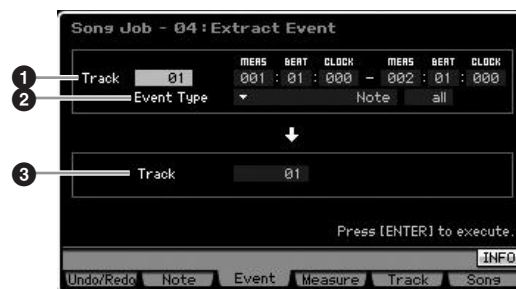 Song Job - 04:Extract Event
MEAS BEAT CLOCK MEAS BEAT CLOCK
1 Track 01 001 : 01 : 000 - 002 : 01 : 000
2 Event Type Note all
3 Track 01
Press [ENTER] to execute.
INFO
Undo/Redo Note Event Measure Track Song